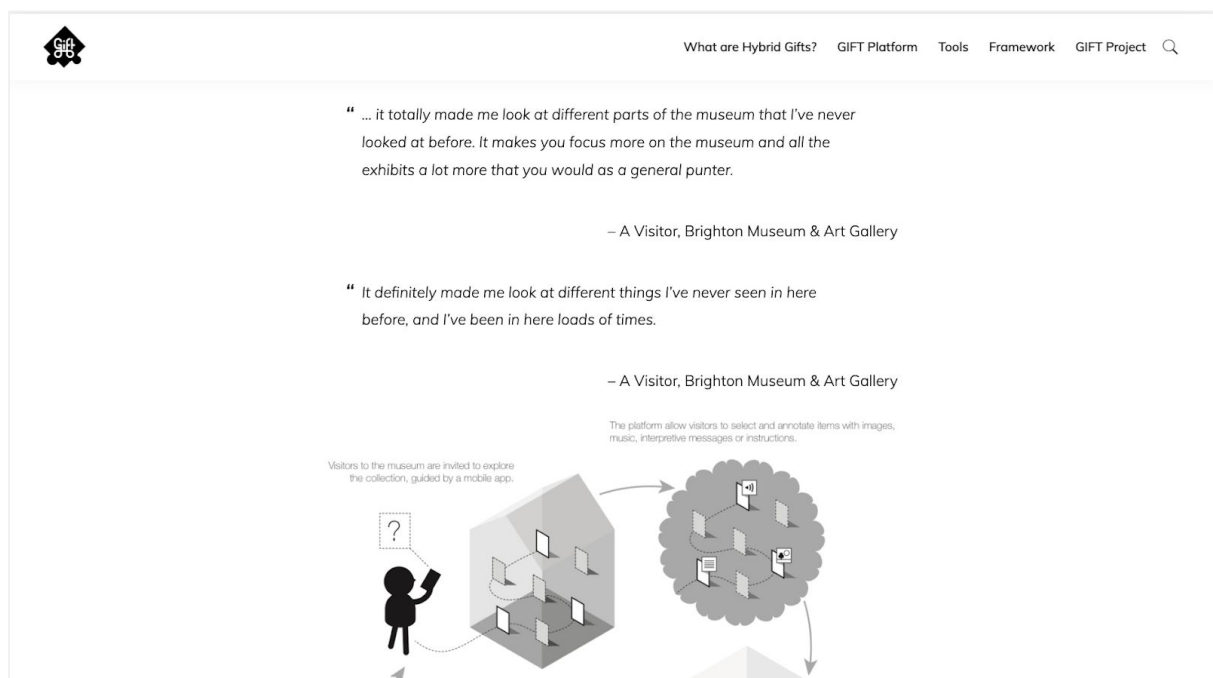 Gift
What are Hybrid Gifts? GIFT Platform Tools Framework GIFT Project
“ ... it totally made me look at different parts of the museum that I’ve never
looked at before. It makes you focus more on the museum and all the
exhibits a lot more that you would as a general punter.
– A Visitor, Brighton Museum & Art Gallery
“ It definitely made me look at different things I’ve never seen in here
before, and I’ve been in here loads of times.
– A Visitor, Brighton Museum & Art Gallery
The platform allow visitors to select and annotate items with images,
music, interpretive messages or instructions.
Visitors to the museum are invited to explore
the collection, guided by a mobile app.
?